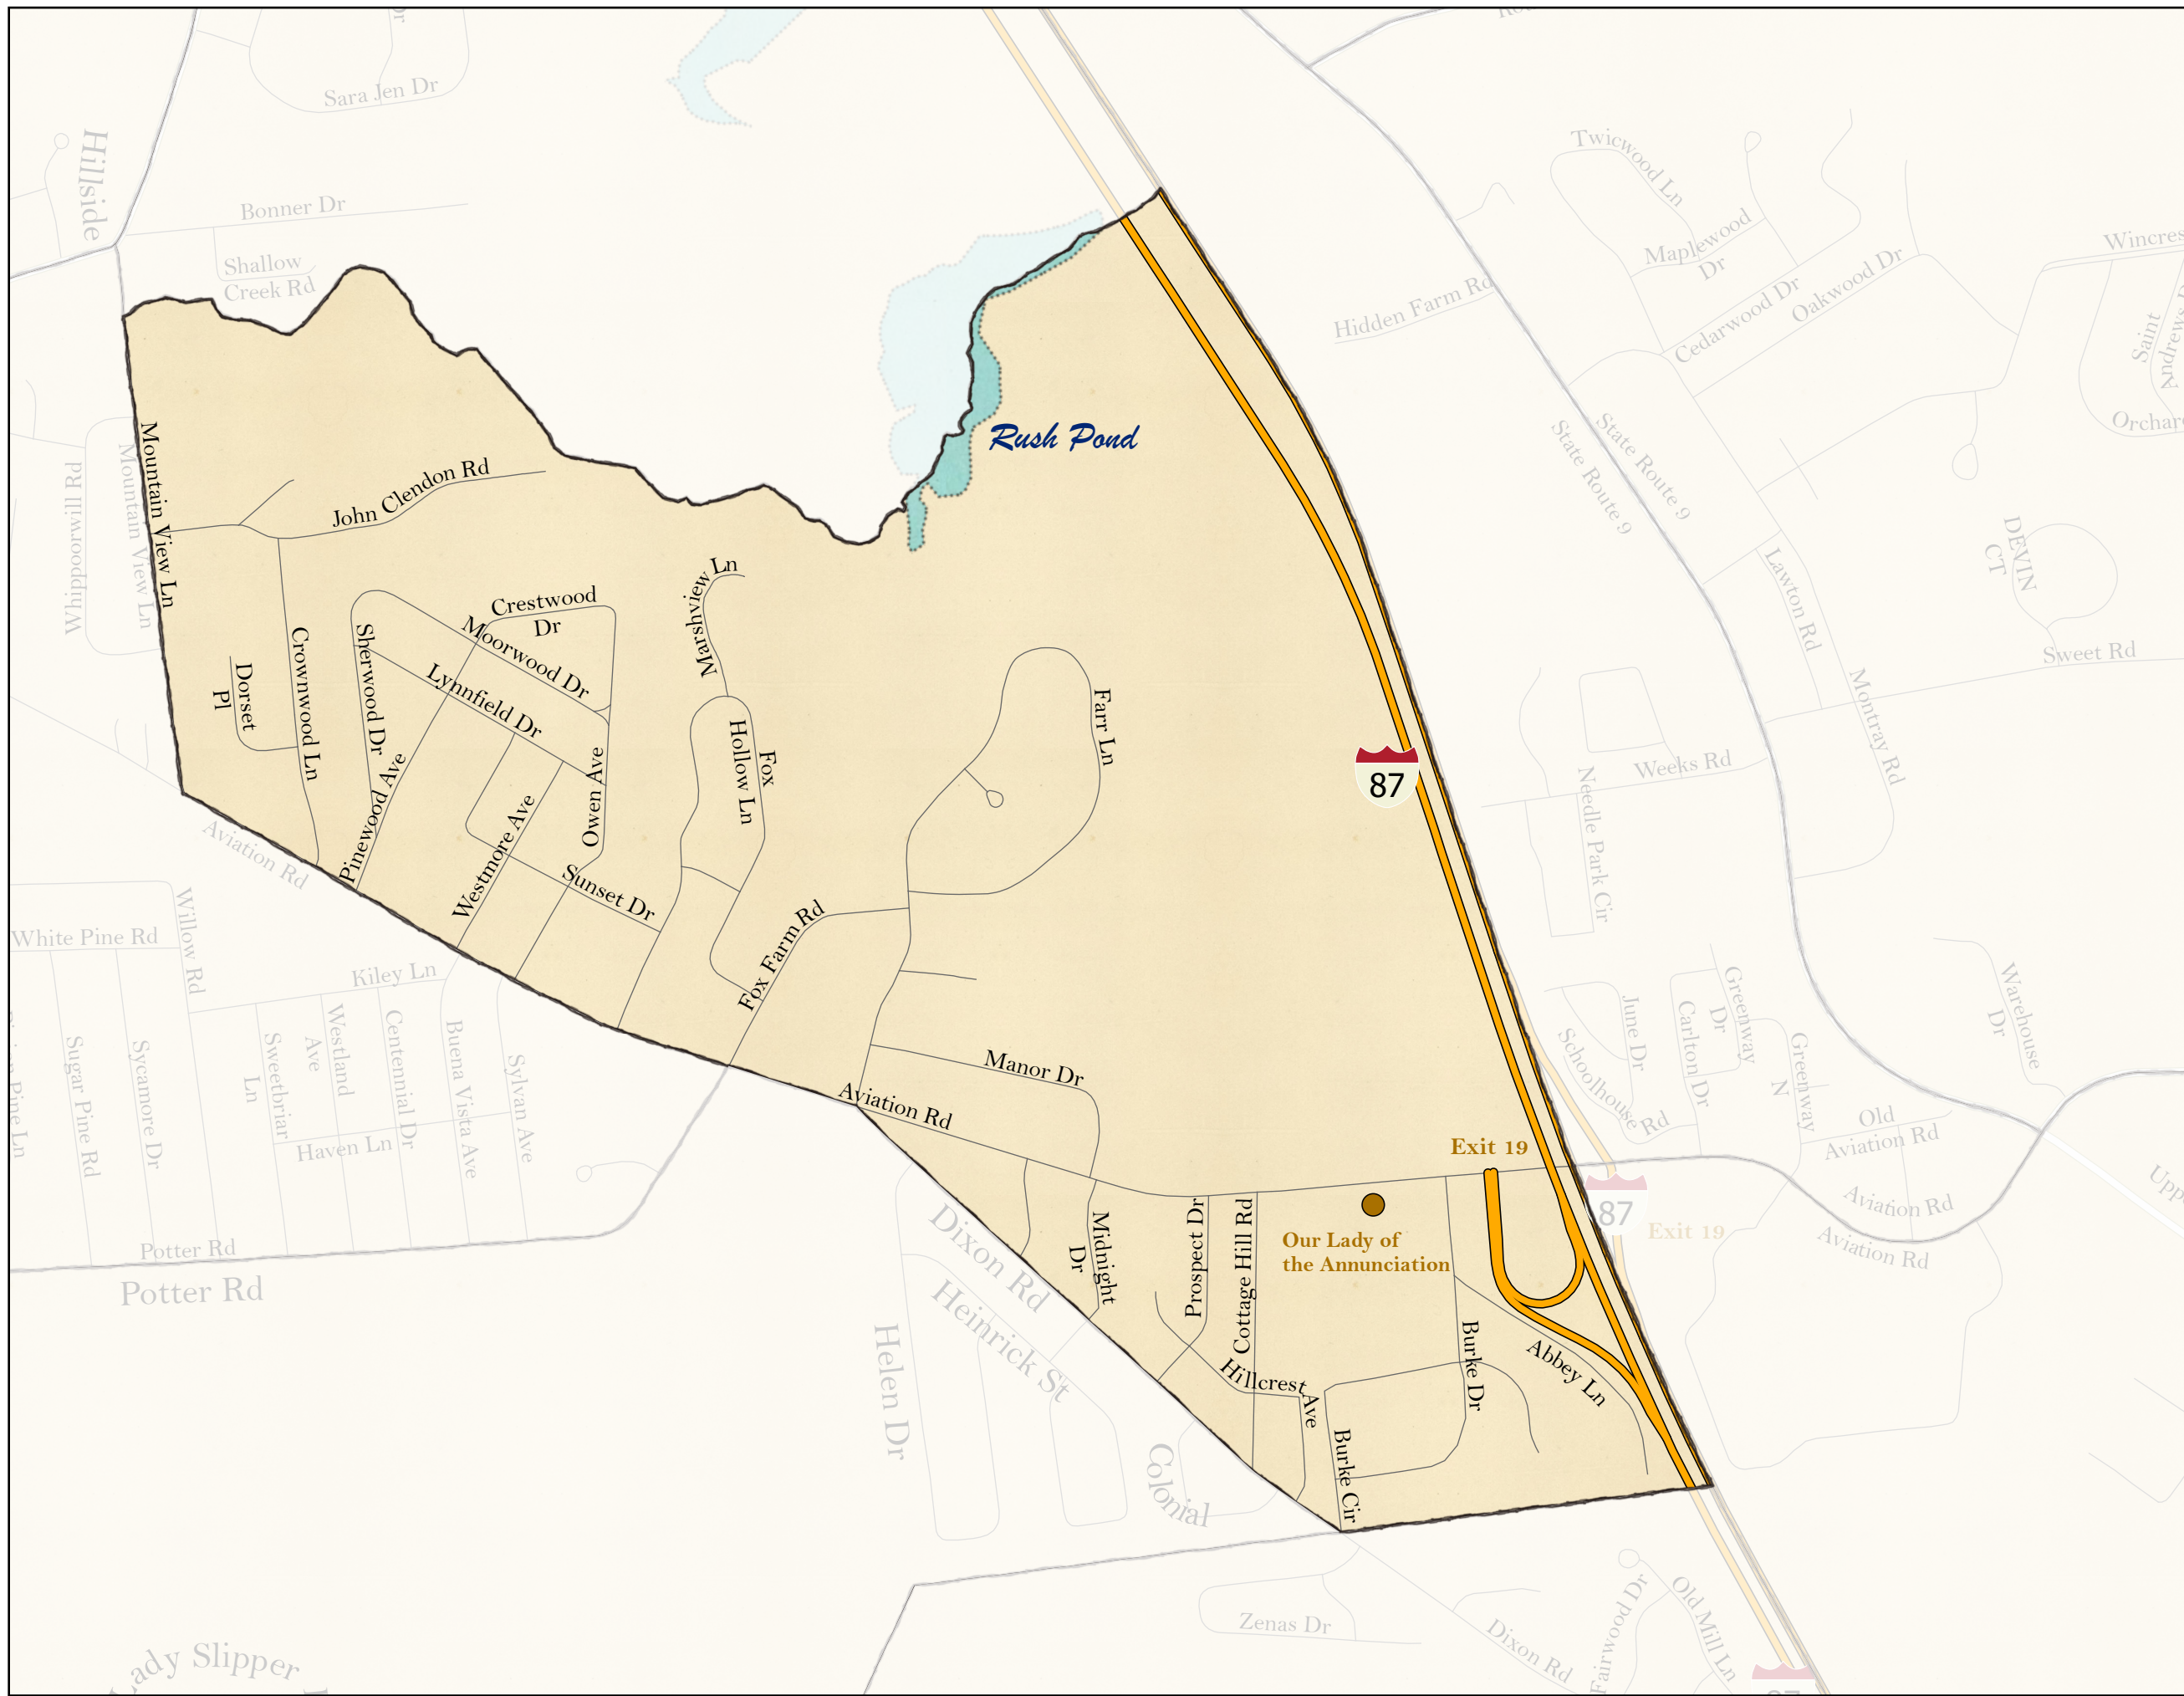 Dr
Sara Jen Dr
Hillside
Bonner Dr
Shallow
Creek Rd
Twicwood Ln
Maplewood
Dr
Cedarwood Dr
Oakwood Dr
Hidden Farm Rd
Saint
Rush Pond
State Route 9
State Route 9
Mountain View Ln
Mountain View Ln
Whippoorwill Rd
John Clendon Rd
DEVIN
CT
Lawton Rd
Sweet Rd
Montray Rd
Weeks Rd
Needle Park Cir
Marshview Ln
Crestwood
Dr
Moorwood Dr
Lynnfield Dr
Sherwood Dr
Crownwood Ln
Dorset
Pl
Pinewood Ave
Westmore Ave
Owen Ave
Sunset Dr
Fox
Hollow Ln
Farr Ln
87
Fox Farm Rd
Aviation Rd
Willow Rd
White Pine Rd
Kiley Ln
Sugar Pine Rd
Sycamore Dr
Sweetbriar
Ln
Westland
Ave
Centennial Dr
Buena Vista Ave
Sylvan Ave
Haven Ln
Pine Ln
Potter Rd
Potter Rd
Manor Dr
Aviation Rd
Warehouse
Dr
Greenway
Dr
June Dr
Carlton Dr
Schoolhouse Rd
Greenway
N
Old
Aviation Rd
Aviation Rd
Aviation Rd
Exit 19
87
Exit 19
Our Lady of
the Annunciation
Midnight
Dr
Prospect Dr
Cottage Hill Rd
Hillcrest Ave
Burke Dr
Burke Cir
Abbey Ln
Dixon Rd
Heinrick St
Helen Dr
Colonial
Zenas Dr
Dixon Rd
Fairwood Dr
Old Mill Ln
Lady Slipper